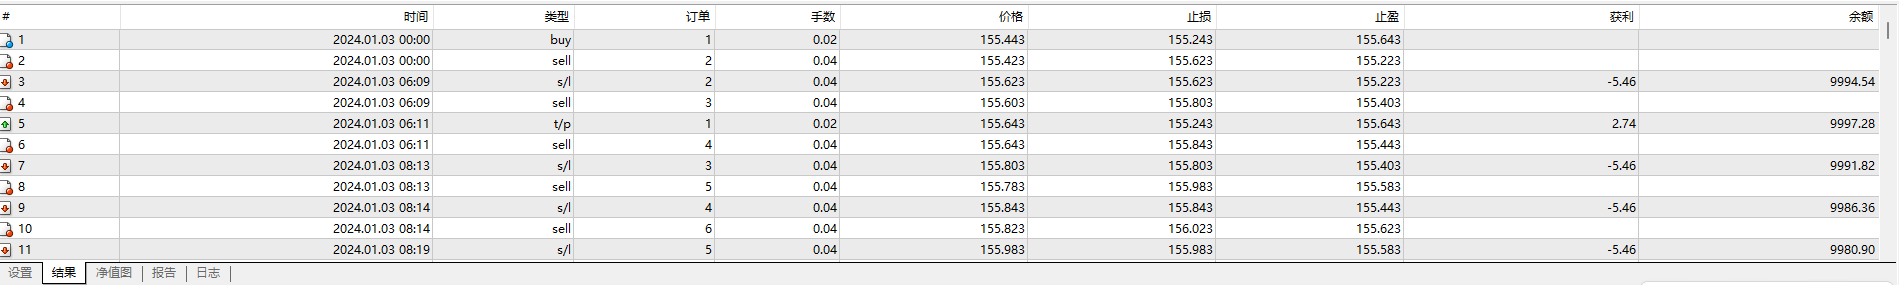 # 时间 类型 订单 手数 价格 止损 止盈 获利 余额
1 2024.01.03 00:00 buy 1 0.02 155.443 155.243 155.643
2 2024.01.03 00:00 sell 2 0.04 155.423 155.623 155.223
3 2024.01.03 06:09 s/l 2 0.04 155.623 155.623 155.223 -5.46 9994.54
4 2024.01.03 06:09 sell 3 0.04 155.603 155.803 155.403
5 2024.01.03 06:11 t/p 1 0.02 155.643 155.243 155.643 2.74 9997.28
6 2024.01.03 06:11 sell 4 0.04 155.643 155.843 155.443
7 2024.01.03 08:13 s/l 3 0.04 155.803 155.803 155.403 -5.46 9991.82
8 2024.01.03 08:13 sell 5 0.04 155.783 155.983 155.583
9 2024.01.03 08:14 s/l 4 0.04 155.843 155.843 155.443 -5.46 9986.36
10 2024.01.03 08:14 sell 6 0.04 155.823 156.023 155.623
11 2024.01.03 08:19 s/l 5 0.04 155.983 155.983 155.583 -5.46 9980.90
设置 结果 净值图 报告 日志